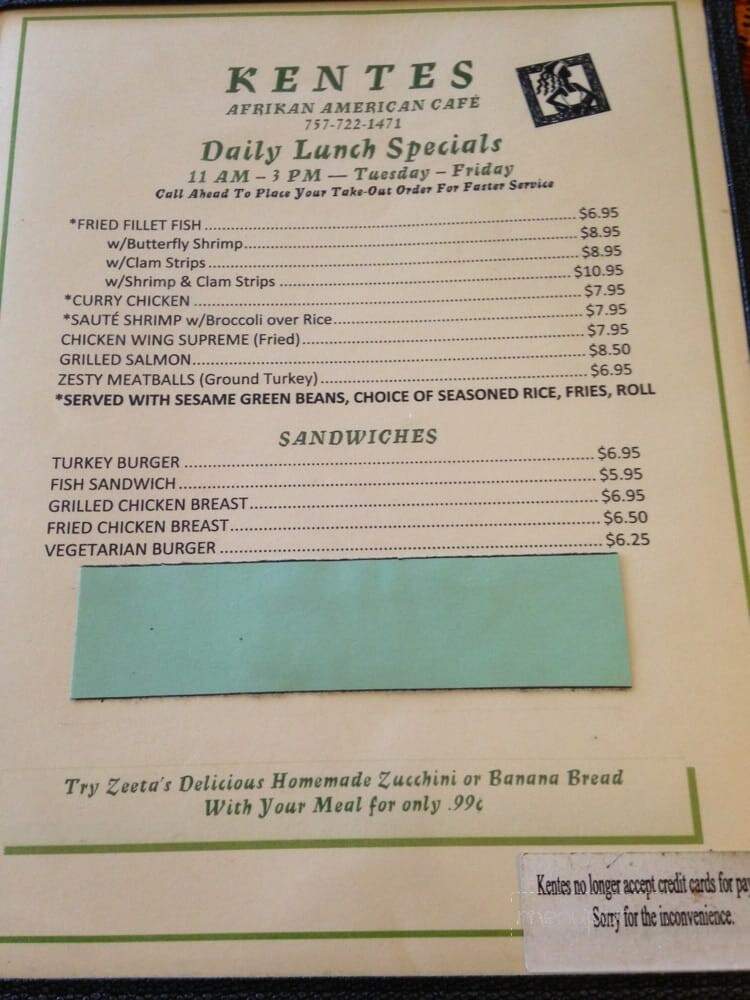 KENTES
AFRIKAN AMERICAN CAFÉ
757-722-1471
Daily Lunch Specials
11 AM – 3 PM — Tuesday – Friday
Call Ahead To Place Your Take-Out Order For Faster Service
*FRIED FILLET FISH ........ $6.95
w/Butterfly Shrimp........ $8.95
w/Clam Strips........ $8.95
w/Shrimp & Clam Strips ........ $10.95
*CURRY CHICKEN ........ $7.95
*SAUTÉ SHRIMP w/Broccoli over Rice........ $7.95
CHICKEN WING SUPREME (Fried)........ $7.95
GRILLED SALMON........ $8.50
ZESTY MEATBALLS (Ground Turkey)........ $6.95
*SERVED WITH SESAME GREEN BEANS, CHOICE OF SEASONED RICE, FRIES, ROLL
SANDWICHES
TURKEY BURGER ........ $6.95
FISH SANDWICH........ $5.95
GRILLED CHICKEN BREAST........ $6.95
FRIED CHICKEN BREAST........ $6.50
VEGETARIAN BURGER ........ $6.25
Try Zeeta's Delicious Homemade Zucchini or Banana Bread
With Your Meal for only .99¢
Kentes no longer accept credit cards for
Sorry for the inconvenience.